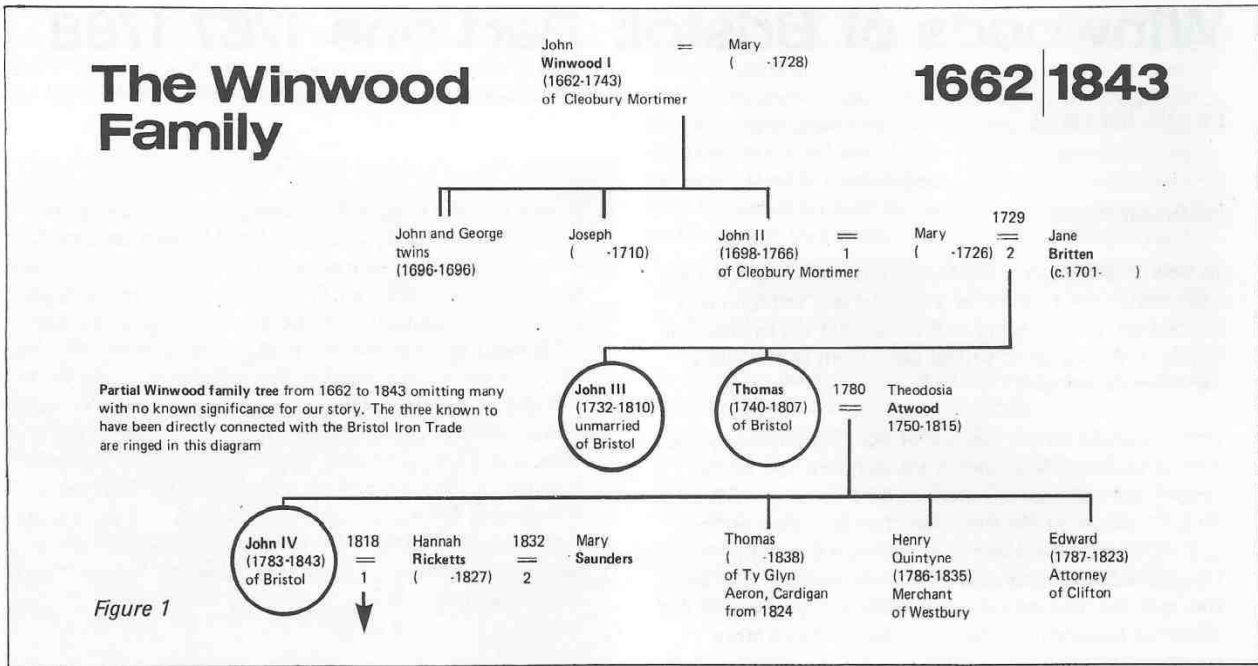 The Winwood
Family
1662 1843
John = Mary
Winwood I ( -1728)
(1662-1743)
of Cleobury Mortimer
John and George
twins
(1696-1696)
Joseph
( -1710)
John II
(1698-1766)
of Cleobury Mortimer
=
1
Mary
( -1726)
1729
=
2
Jane
Britten
(c.1701- )
Partial Winwood family tree from 1662 to 1843 omitting many
with no known significance for our story. The three known to
have been directly connected with the Bristol Iron Trade
are ringed in this diagram
John III
(1732-1810)
unmarried
of Bristol
Thomas
(1740-1807)
of Bristol
1780
=
Theodosia
Atwood
1750-1815)
John IV
(1783-1843)
of Bristol
1818
=
1
Hannah
Ricketts
( -1827)
1832
=
2
Mary
Saunders
Thomas
( -1838)
of Ty Glyn
Aeron, Cardigan
from 1824
Henry
Quintyne
(1786-1835)
Merchant
of Westbury
Edward
(1787-1823)
Attorney
of Clifton
Figure 1